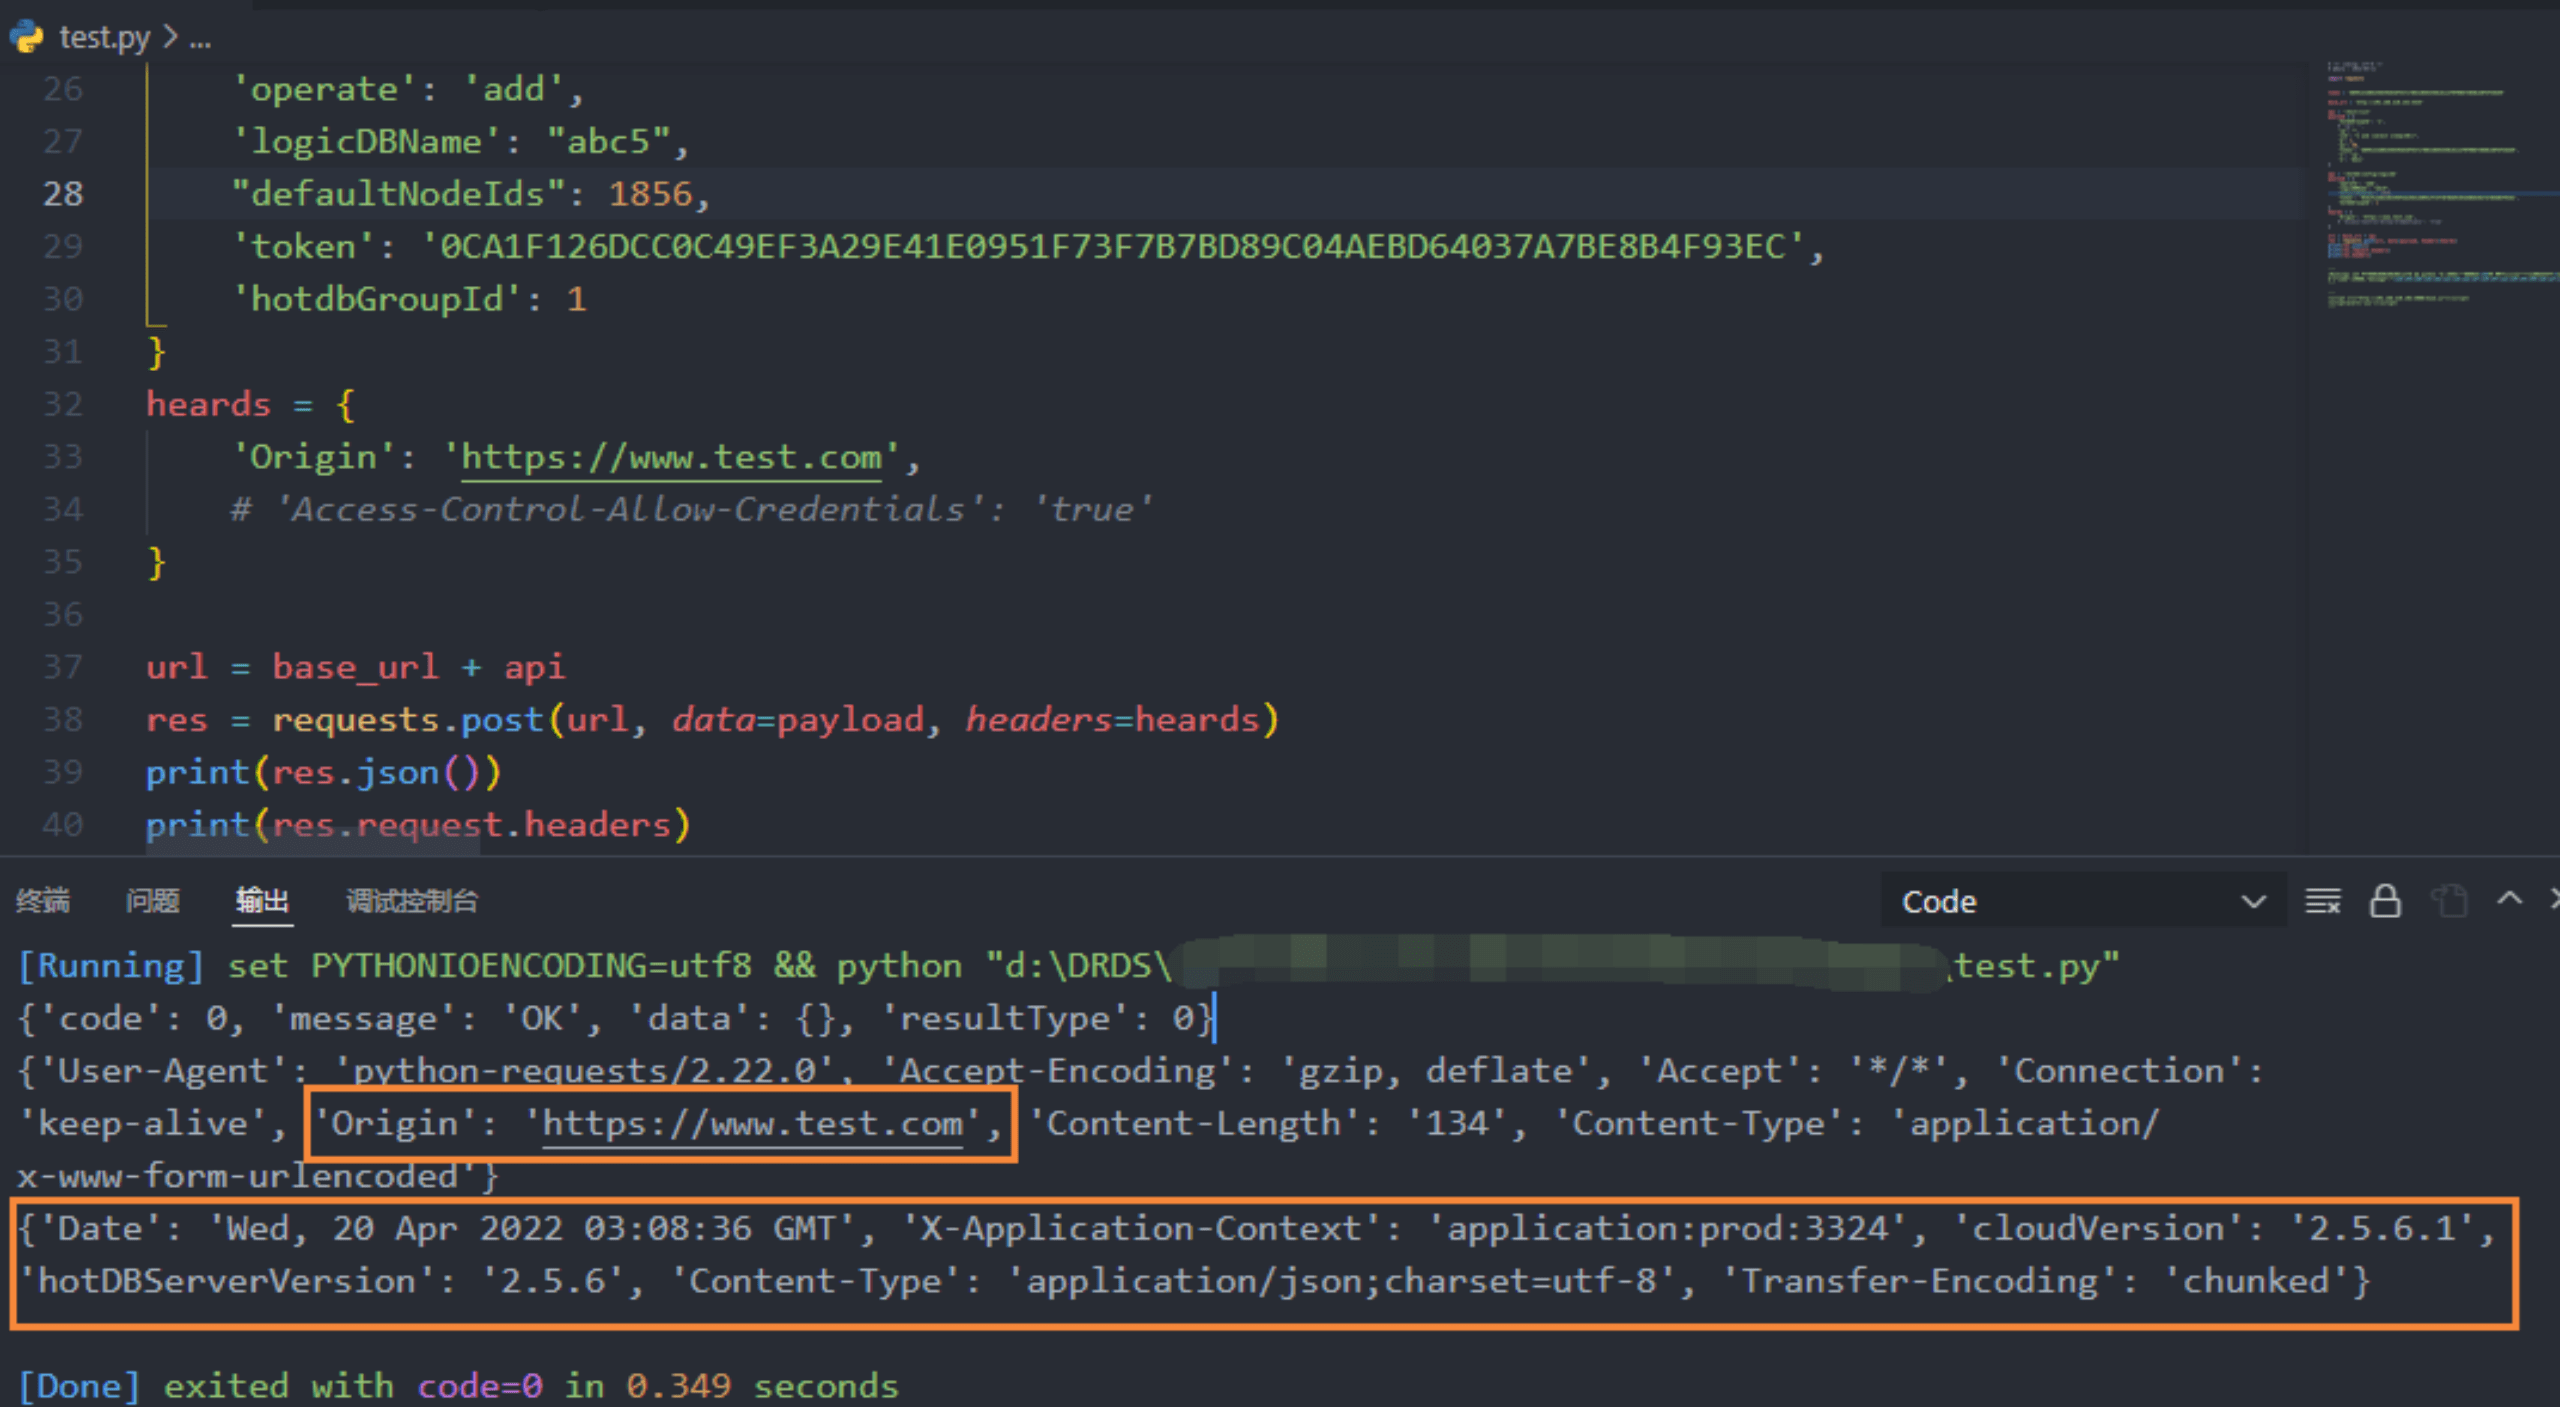 test.py > ...
26 'operate': 'add',
27 'logicDBName': "abc5",
28 "defaultNodeIds": 1856,
29 'token': '0CA1F126DCC0C49EF3A29E41E0951F73F7B7BD89C04AEBD64037A7BE8B4F93EC',
30 'hotdbGroupId': 1
31 }
32 heards = {
33 'Origin': 'https://www.test.com',
34 # 'Access-Control-Allow-Credentials': 'true'
35 }
36
37 url = base_url + api
38 res = requests.post(url, data=payload, headers=heards)
39 print(res.json())
40 print(res.request.headers)
终端 问题 输出 调试控制台 Code
[Running] set PYTHONIOENCODING=utf8 && python "d:\DRDS\ \test.py"
{'code': 0, 'message': 'OK', 'data': {}, 'resultType': 0}
{'User-Agent': 'python-requests/2.22.0', 'Accept-Encoding': 'gzip, deflate', 'Accept': '*/*', 'Connection':
'keep-alive', 'Origin': 'https://www.test.com', 'Content-Length': '134', 'Content-Type': 'application/
x-www-form-urlencoded'}
{'Date': 'Wed, 20 Apr 2022 03:08:36 GMT', 'X-Application-Context': 'application:prod:3324', 'cloudVersion': '2.5.6.1',
'hotDBServerVersion': '2.5.6', 'Content-Type': 'application/json;charset=utf-8', 'Transfer-Encoding': 'chunked'}
[Done] exited with code=0 in 0.349 seconds